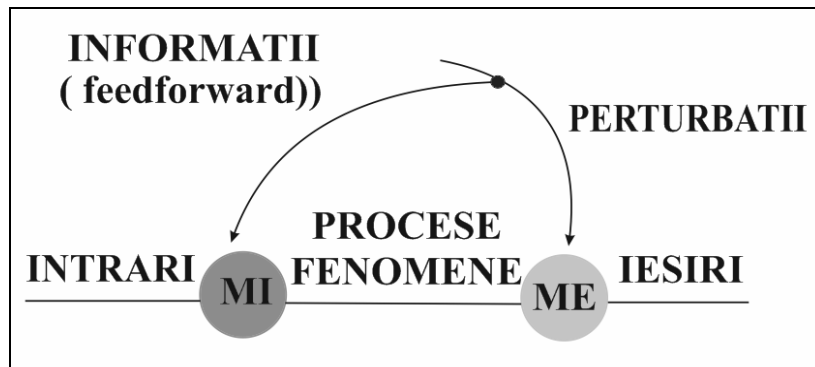 INFORMATII
( feedforward))
PERTURBATII
PROCESE
INTRARI
FENOMENE
IESIRI
MI
ME